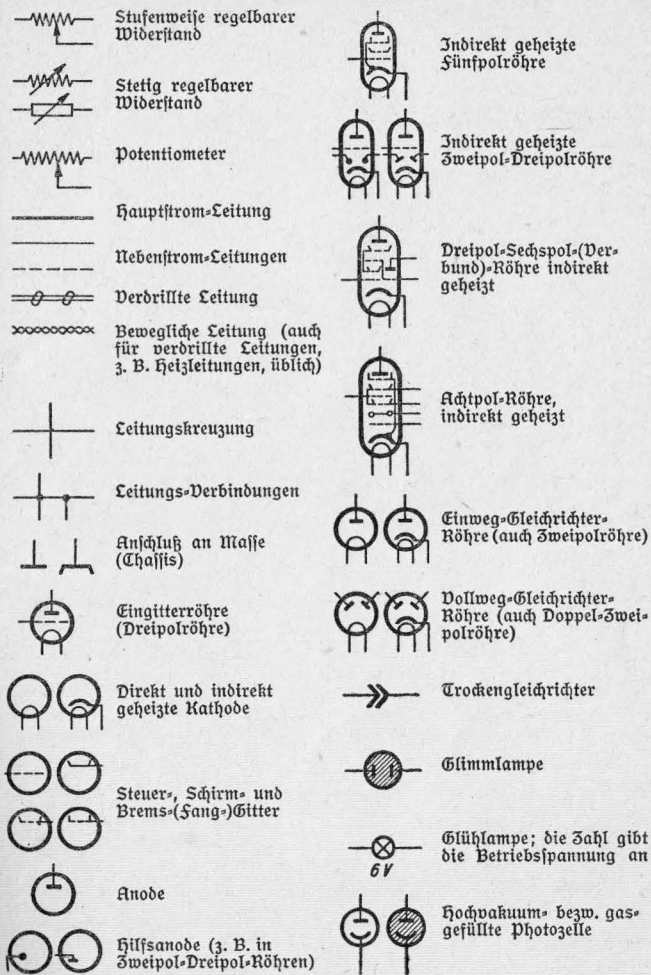 Stufenweise regelbarer
Widerstand
Stetig regelbarer
Widerstand
Potentiometer
Hauptstrom-Leitung
Nebenstrom-Leitungen
Verdrillte Leitung
Bewegliche Leitung (auch
für verdrillte Leitungen,
z. B. Heizleitungen, üblich)
Leitungskreuzung
Leitungs-Verbindungen
Anschluß an Masse
(Chassis)
Eingitterröhre
(Dreipolröhre)
Direkt und indirekt
geheizte Kathode
Steuer-, Schirm- und
Brems-(Fang-)Gitter
Anode
Hilfsanode (z. B. in
Zweipol-Dreipol-Röhren)
Indirekt geheizte
Fünfpolröhre
Indirekt geheizte
Zweipol-Dreipolröhre
Dreipol-Sechspol-(Ver-
bund)-Röhre indirekt
geheizt
Achtpol-Röhre,
indirekt geheizt
Einweg-Gleichrichter-
Röhre (auch Zweipolröhre)
Vollweg-Gleichrichter-
Röhre (auch Doppel-Zwei-
polröhre)
Trockengleichrichter
Glimmlampe
Glühlampe; die Zahl gibt
die Betriebsspannung an
6V
Hochvakuum- bezw. gas-
gefüllte Photozelle